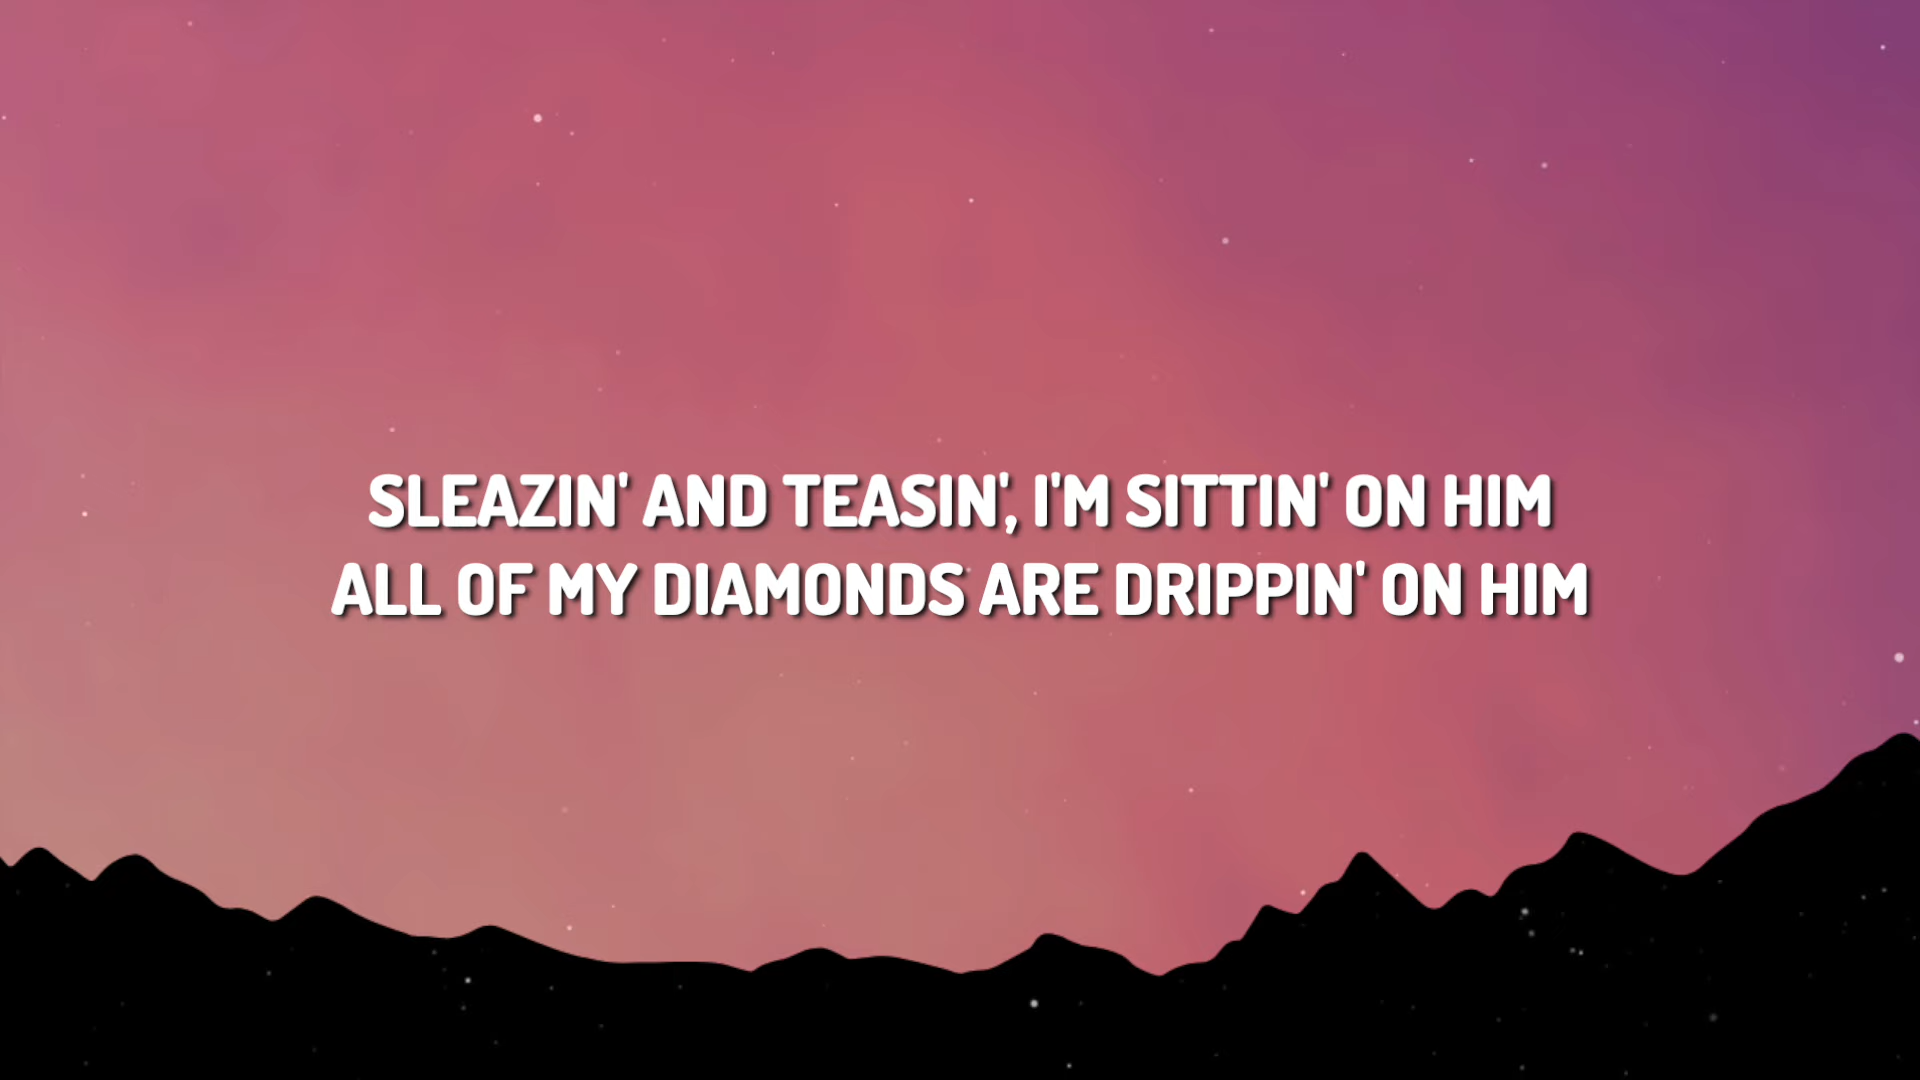 SLEAZIN' AND TEASIN', I'M SITTIN' ON HIM
ALL OF MY DIAMONDS ARE DRIPPIN' ON HIM